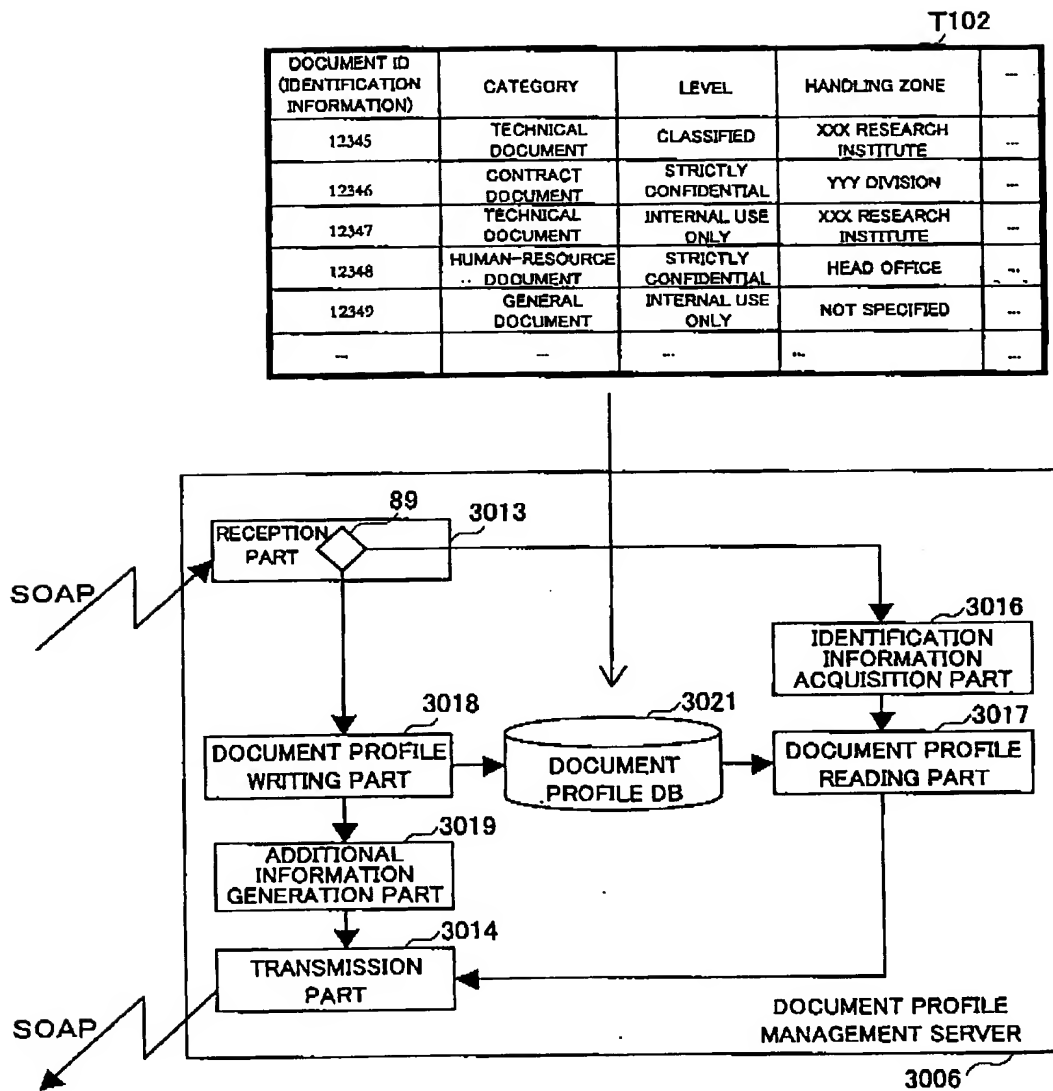 T102
DOCUMENT ID
(IDENTIFICATION
INFORMATION)
CATEGORY
LEVEL
HANDLING ZONE
...
12345
TECHNICAL
DOCUMENT
CLASSIFIED
XXX RESEARCH
INSTITUTE
...
12346
CONTRACT
DOCUMENT
STRICTLY
CONFIDENTIAL
YYY DIVISION
...
12347
TECHNICAL
DOCUMENT
INTERNAL USE
ONLY
XXX RESEARCH
INSTITUTE
...
12348
HUMAN-RESOURCE
DOCUMENT
STRICTLY
CONFIDENTIAL
HEAD OFFICE
...
12349
GENERAL
DOCUMENT
INTERNAL USE
ONLY
NOT SPECIFIED
...
...
...
...
...
...
89
3013
RECEPTION
PART
SOAP
3016
IDENTIFICATION
INFORMATION
ACQUISITION PART
3018
DOCUMENT PROFILE
WRITING PART
3021
DOCUMENT
PROFILE DB
3017
DOCUMENT PROFILE
READING PART
3019
ADDITIONAL
INFORMATION
GENERATION PART
3014
TRANSMISSION
PART
SOAP
DOCUMENT PROFILE
MANAGEMENT SERVER
3006